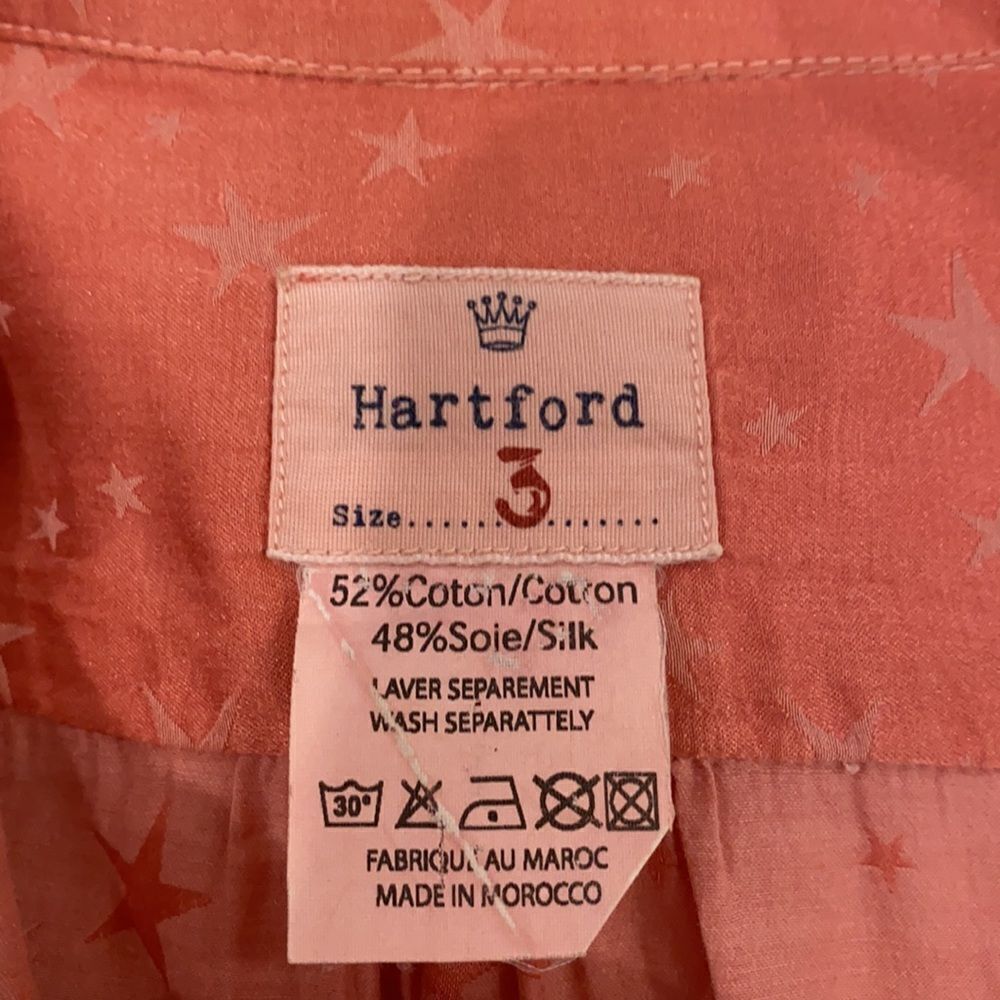 Hartford
3
Size...............
52%Coton/Cotton
48%Soie/Silk
LAVER SEPAREMENT
WASH SEPARATTELY
30°
FABRIQUE AU MAROC
MADE IN MOROCCO